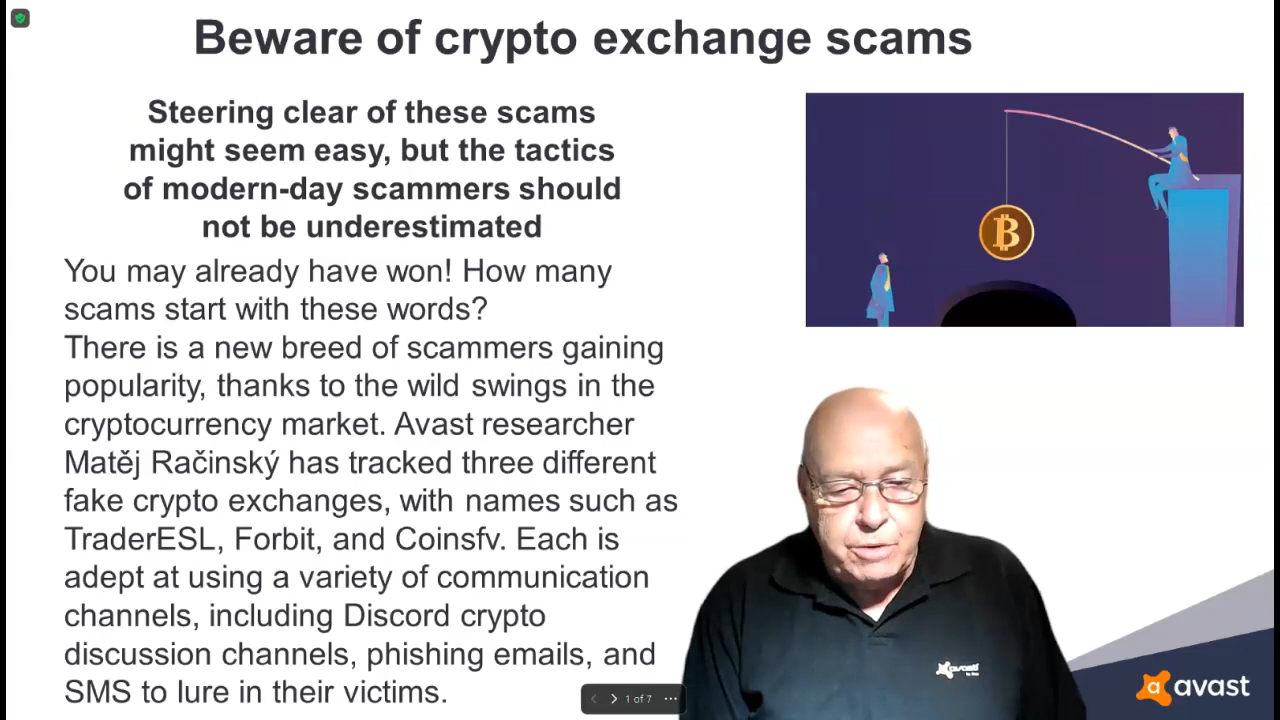 Beware of crypto exchange scams
Steering clear of these scams
might seem easy, but the tactics
of modern-day scammers should
not be underestimated
You may already have won! How many
scams start with these words?
There is a new breed of scammers gaining
popularity, thanks to the wild swings in the
cryptocurrency market. Avast researcher
Matěj Račinský has tracked three different
fake crypto exchanges, with names such as
TraderESL, Forbit, and Coinsfv. Each is
adept at using a variety of communication
channels, including Discord crypto
discussion channels, phishing emails, and
SMS to lure in their victims.
1 of 7
avast
avast